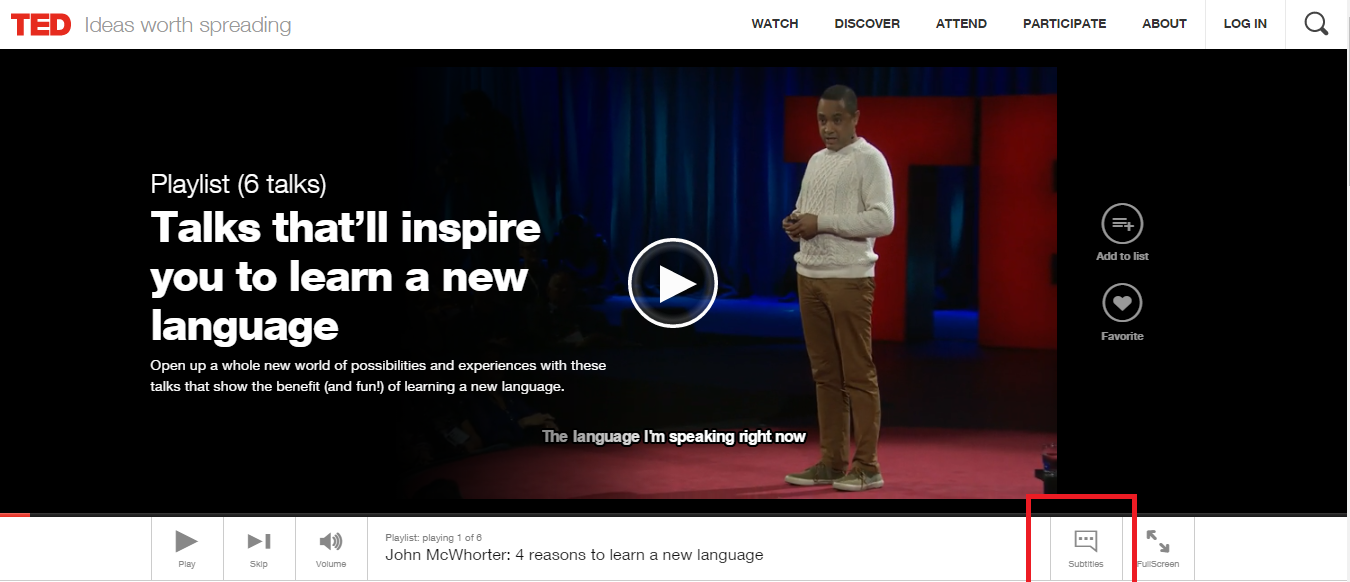 TED Ideas worth spreading WATCH DISCOVER ATTEND PARTICIPATE ABOUT LOG IN
Playlist (6 talks)
Talks that'll inspire
you to learn a new
language
Open up a whole new world of possibilities and experiences with these
talks that show the benefit (and fun!) of learning a new language.
Add to list
Favorite
The language I'm speaking right now
Play
Skip
Volume
Playlist: playing 1 of 6
John McWhorter: 4 reasons to learn a new language
Subtitles
FullScreen